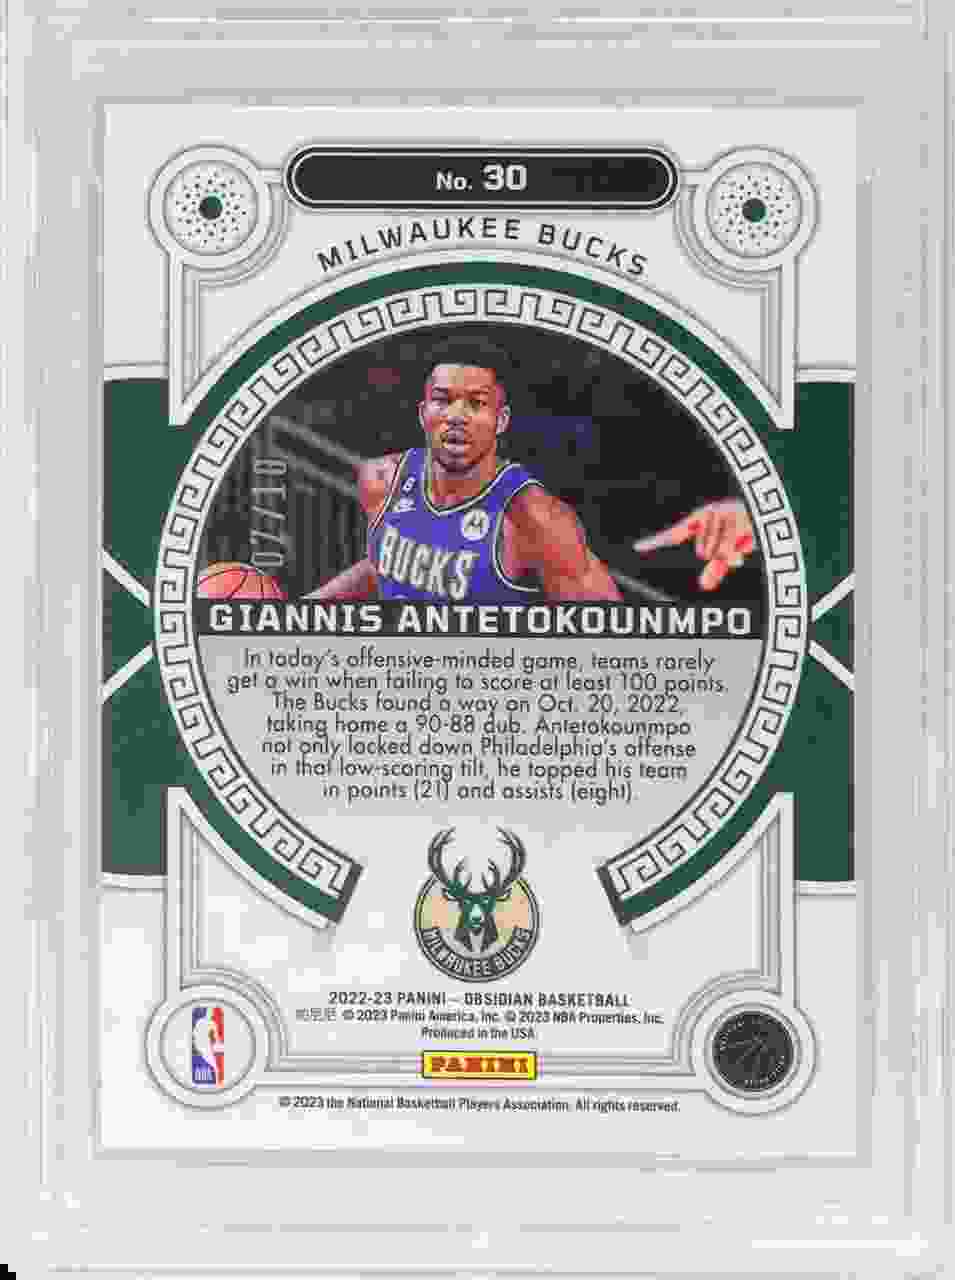 No. 30
MILWAUKEE BUCKS
07/10
6
BUCKS
GIANNIS ANTETOKOUNMPO
In today's offensive-minded game, teams rarely
get a win when failing to score at least 100 points.
The Bucks found a way on Oct. 20, 2022,
taking home a 90-88 dub. Antetokounmpo
not only locked down Philadelphia's offense
in that low-scoring tilt, he topped his team
in points (21) and assists (eight).
MILWAUKEE BUCKS
2022-23 PANINI – OBSIDIAN BASKETBALL
© 2023 Panini America, Inc. © 2023 NBA Properties, Inc.
Produced in the USA
NBA
PANINI
© 2023 the National Basketball Players Association. All rights reserved.